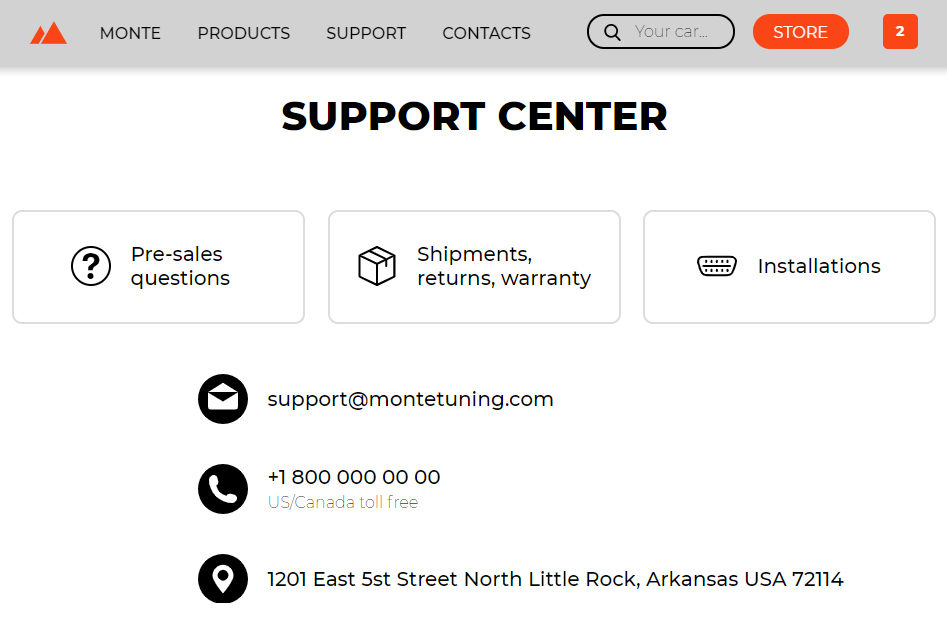 MONTE PRODUCTS SUPPORT CONTACTS Your car... STORE 2
SUPPORT CENTER
Pre-sales
questions
Shipments,
returns, warranty
Installations
support@montetuning.com
+1 800 000 00 00
US/Canada toll free
1201 East 5st Street North Little Rock, Arkansas USA 72114